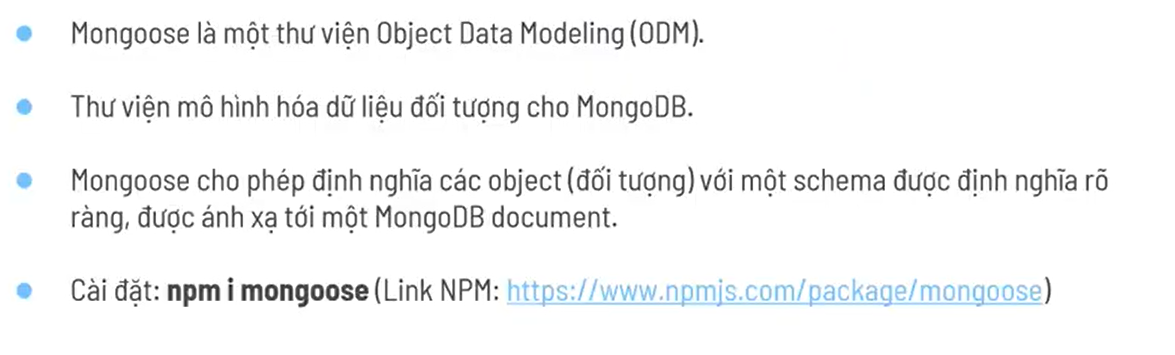 Mongoose là một thư viện Object Data Modeling (ODM).
Thư viện mô hình hóa dữ liệu đối tượng cho MongoDB.
Mongoose cho phép định nghĩa các object (đối tượng) với một schema được định nghĩa rõ
ràng, được ánh xạ tới một MongoDB document.
Cài đặt: npm i mongoose (Link NPM: https://www.npmjs.com/package/mongoose)